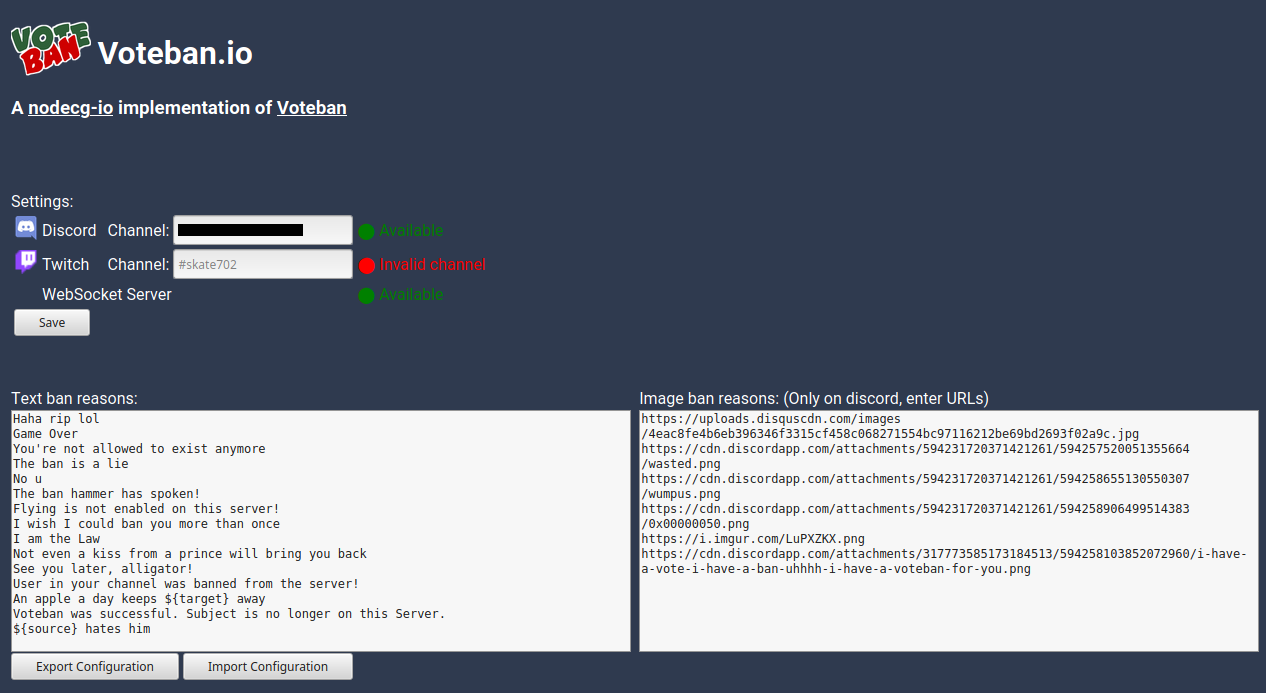 VOTE
BAN
Voteban.io
A nodecg-io implementation of Voteban
Settings:
Discord Channel: Available
Twitch Channel: #skate702 Invalid channel
WebSocket Server Available
Save
Text ban reasons:
Haha rip lol
Game Over
You're not allowed to exist anymore
The ban is a lie
No u
The ban hammer has spoken!
Flying is not enabled on this server!
I wish I could ban you more than once
I am the Law
Not even a kiss from a prince will bring you back
See you later, alligator!
User in your channel was banned from the server!
An apple a day keeps ${target} away
Voteban was successful. Subject is no longer on this Server.
${source} hates him
Image ban reasons: (Only on discord, enter URLs)
https://uploads.disquscdn.com/images
/4eac8fe4b6eb396346f3315cf458c068271554bc97116212be69bd2693f02a9c.jpg
https://cdn.discordapp.com/attachments/594231720371421261/594257520051355664
/wasted.png
https://cdn.discordapp.com/attachments/594231720371421261/594258655130550307
/wumpus.png
https://cdn.discordapp.com/attachments/594231720371421261/594258906499514383
/0x00000050.png
https://i.imgur.com/LuPXZKX.png
https://cdn.discordapp.com/attachments/317773585173184513/594258103852072960/i-have-
a-vote-i-have-a-ban-uhhhh-i-have-a-voteban-for-you.png
Export Configuration
Import Configuration